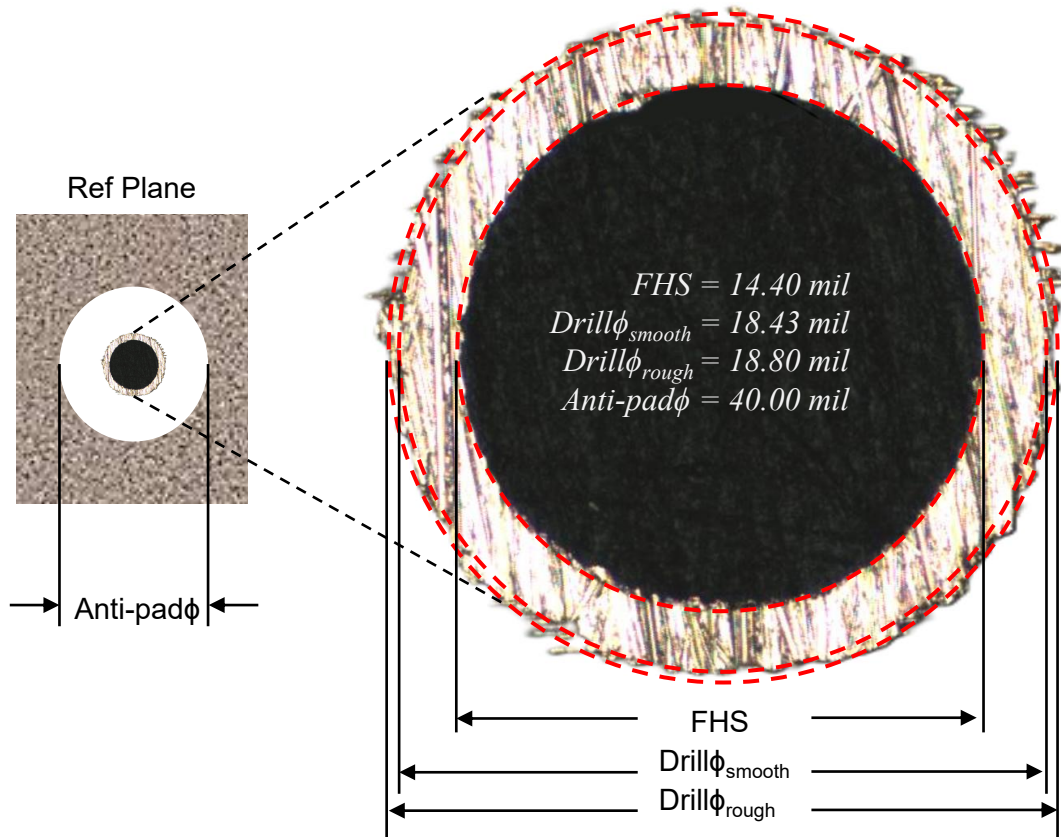 Ref Plane
FHS = 14.40 mil
Drillϕsmooth = 18.43 mil
Drillϕrough = 18.80 mil
Anti-padϕ = 40.00 mil
Anti-padϕ
FHS
Drillϕsmooth
Drillϕrough